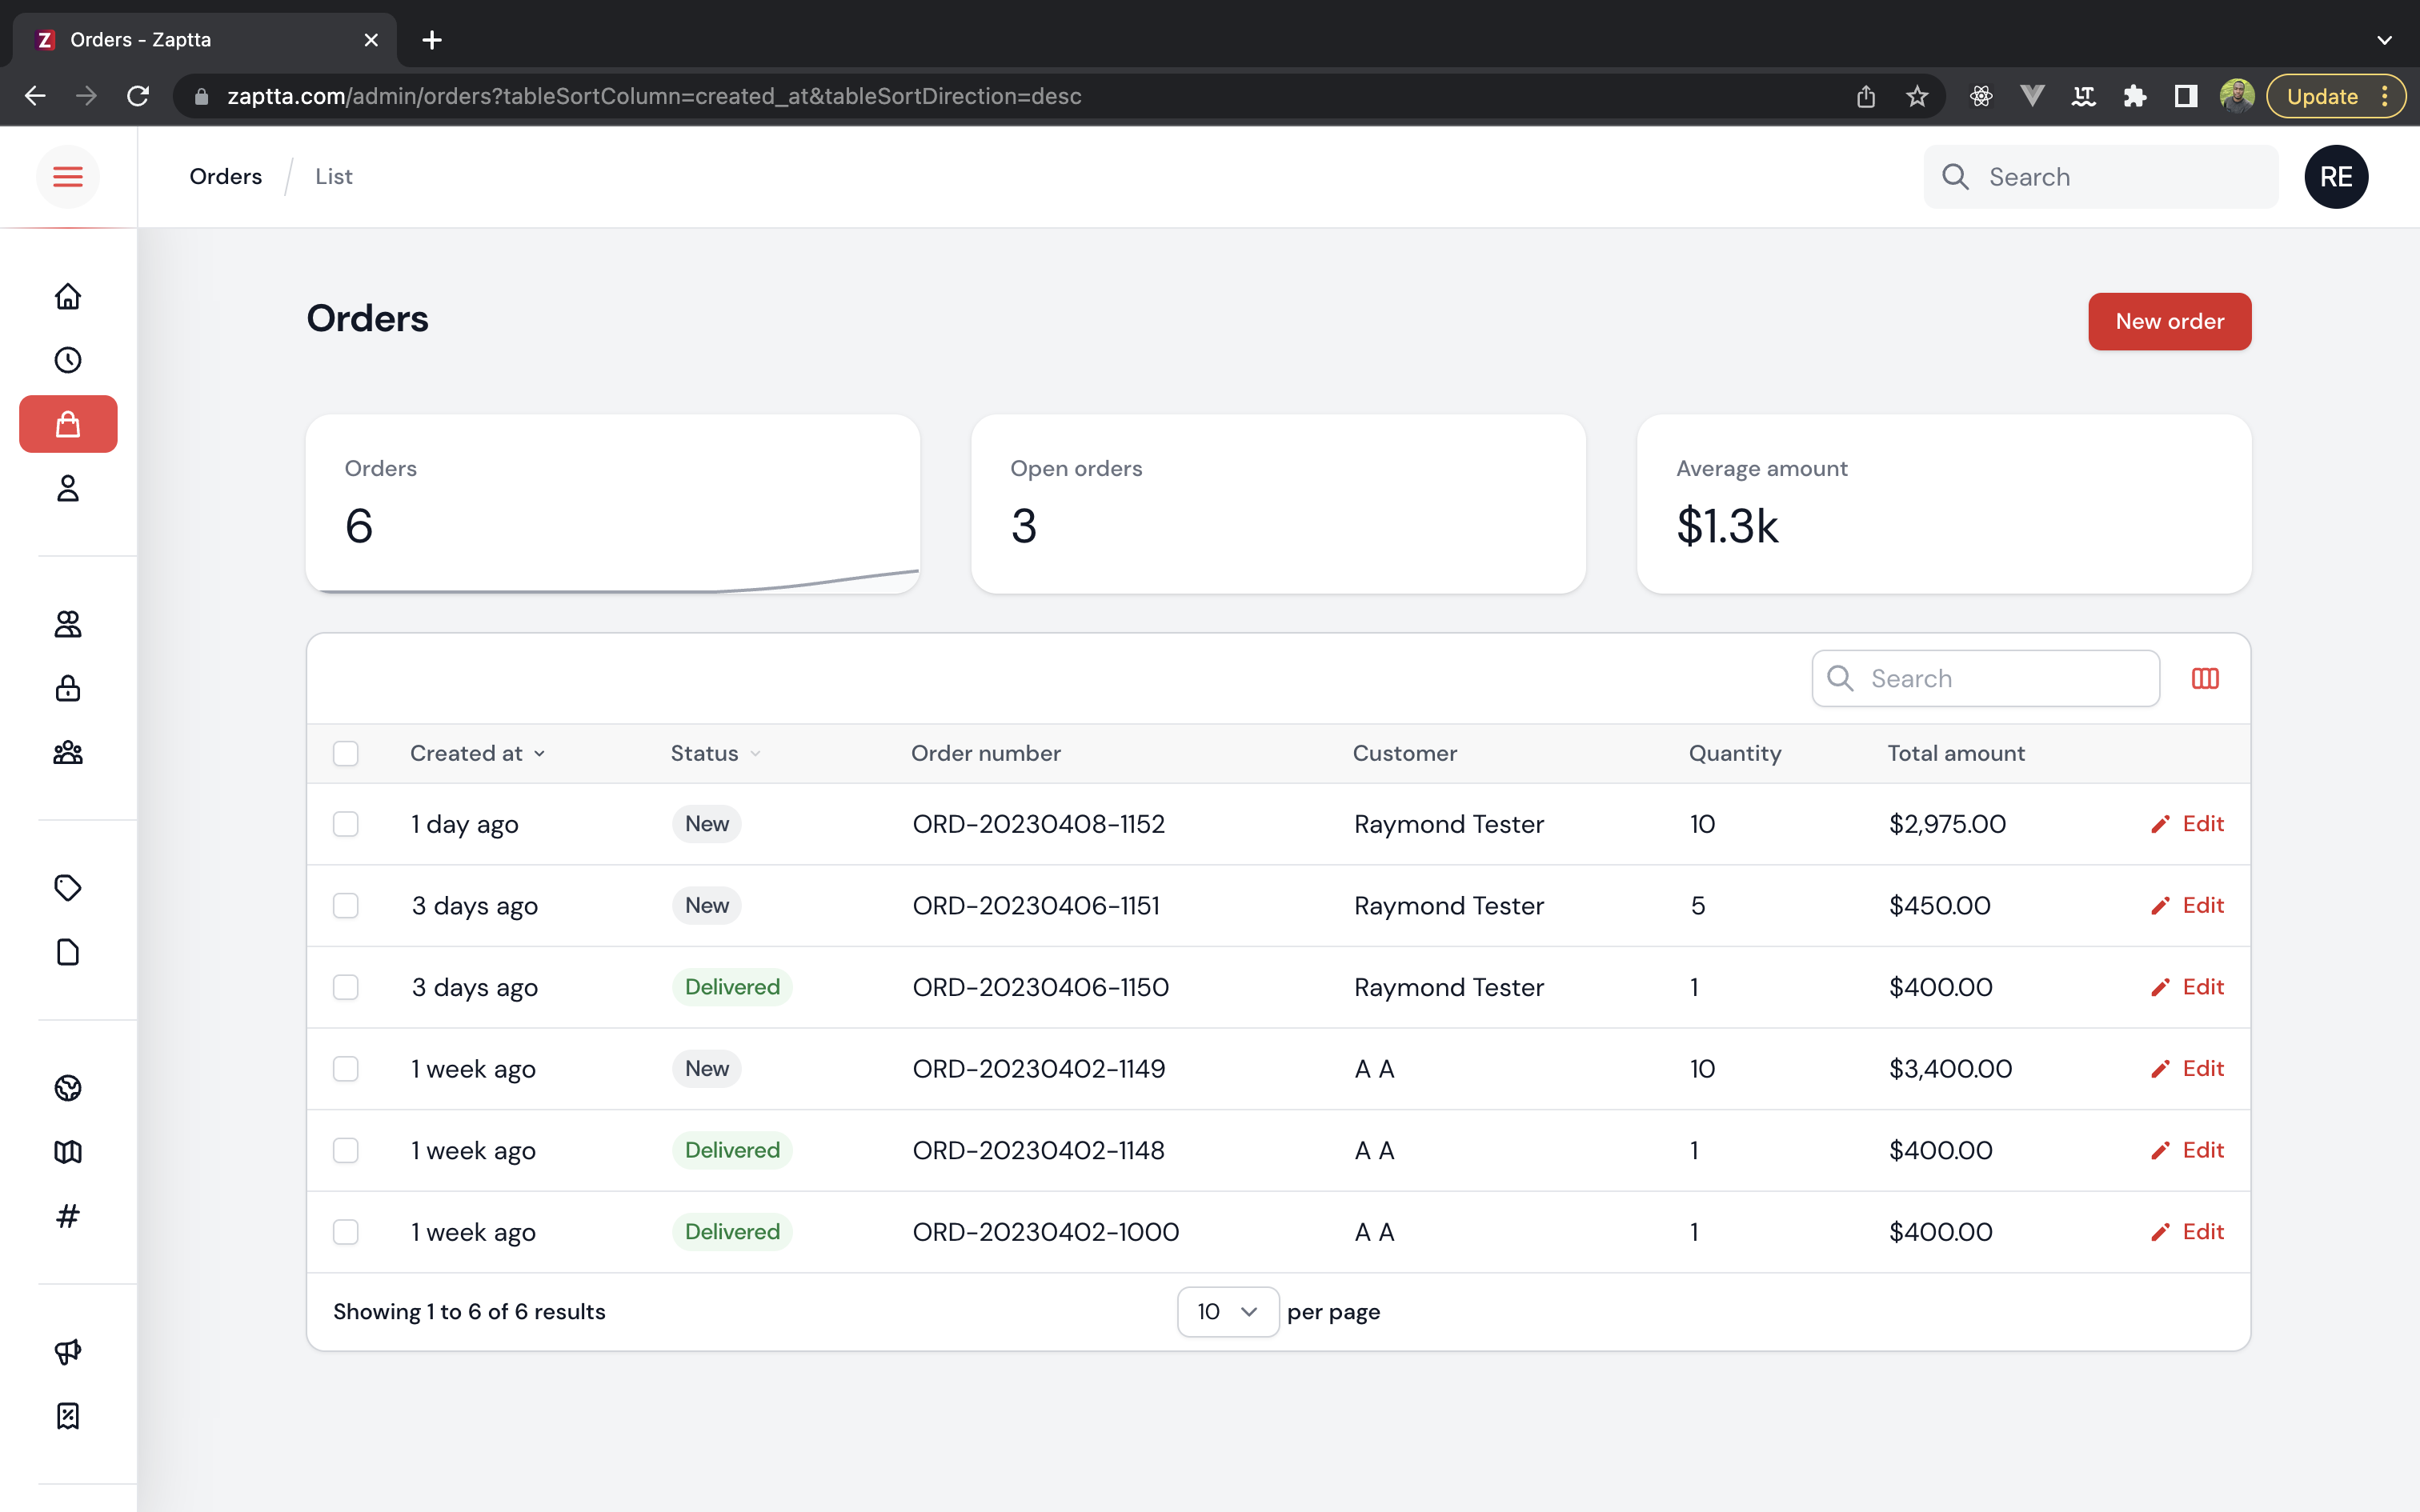 Orders - Zaptta
zaptta.com/admin/orders?tableSortColumn=created_at&tableSortDirection=desc
Update
Orders / List
Search
RE
Orders
New order
Orders
6
Open orders
3
Average amount
$1.3k
Search
Created at Status Order number Customer Quantity Total amount
1 day ago New ORD-20230408-1152 Raymond Tester 10 $2,975.00 Edit
3 days ago New ORD-20230406-1151 Raymond Tester 5 $450.00 Edit
3 days ago Delivered ORD-20230406-1150 Raymond Tester 1 $400.00 Edit
1 week ago New ORD-20230402-1149 A A 10 $3,400.00 Edit
1 week ago Delivered ORD-20230402-1148 A A 1 $400.00 Edit
1 week ago Delivered ORD-20230402-1000 A A 1 $400.00 Edit
Showing 1 to 6 of 6 results 10 per page